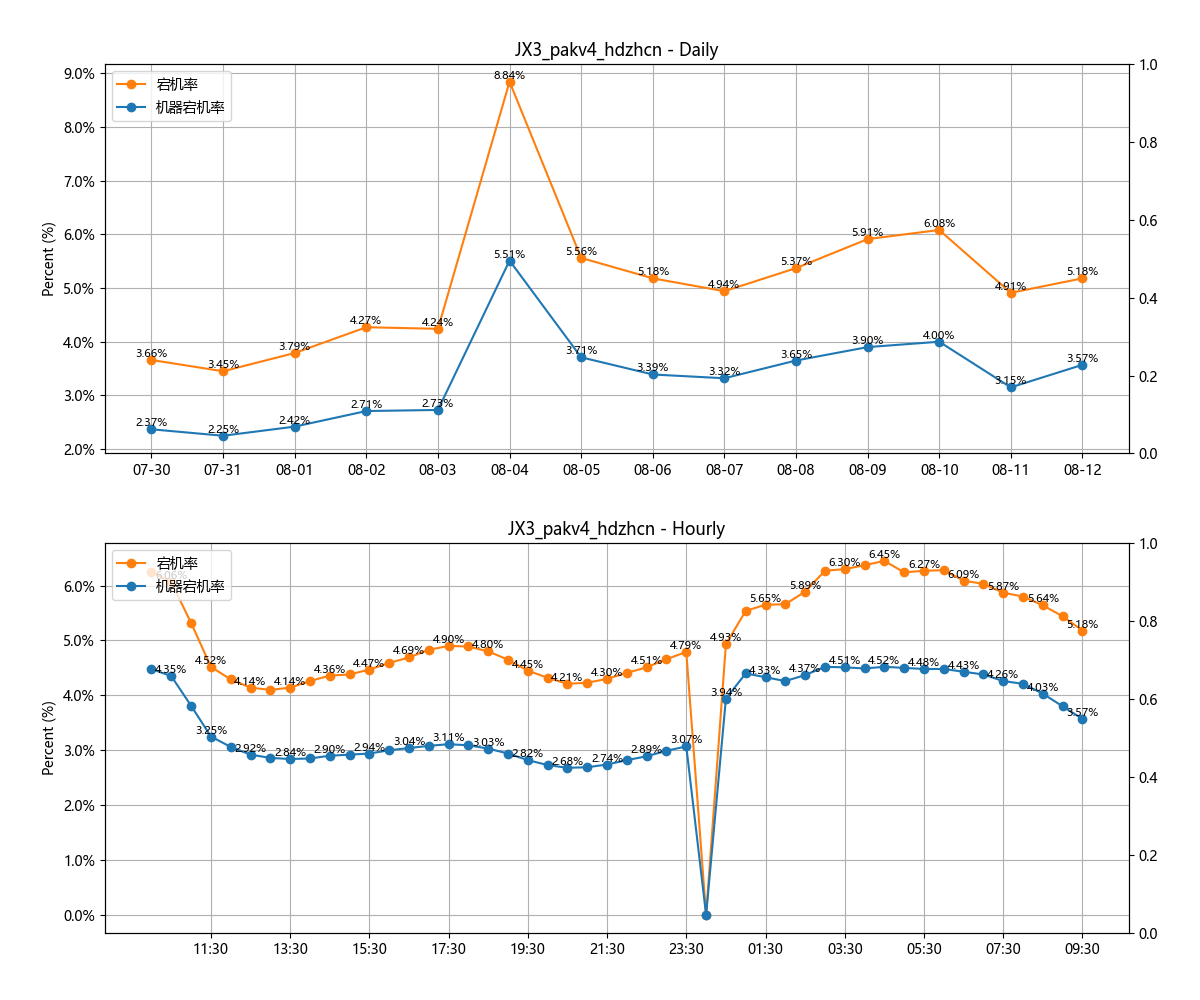 JX3_pakv4_hdzhcn - Daily
宕机率
机器宕机率
Percent (%)
9.0%
8.0%
7.0%
6.0%
5.0%
4.0%
3.0%
2.0%
1.0
0.8
0.6
0.4
0.2
0.0
3.66% 3.45% 3.79% 4.27% 4.24% 8.84% 5.56% 5.18% 4.94% 5.37% 5.91% 6.08% 4.91% 5.18%
2.37% 2.25% 2.42% 2.71% 2.73% 5.51% 3.71% 3.39% 3.32% 3.65% 3.90% 4.00% 3.15% 3.57%
07-30 07-31 08-01 08-02 08-03 08-04 08-05 08-06 08-07 08-08 08-09 08-10 08-11 08-12
JX3_pakv4_hdzhcn - Hourly
宕机率
机器宕机率
Percent (%)
6.0%
5.0%
4.0%
3.0%
2.0%
1.0%
0.0%
1.0
0.8
0.6
0.4
0.2
0.0
6.06% 4.52% 4.14% 4.14% 4.36% 4.47% 4.69% 4.90% 4.80% 4.45% 4.21% 4.30% 4.51% 4.79% 4.93% 5.65% 5.89% 6.30% 6.45% 6.27% 6.09% 5.87% 5.64% 5.18%
4.35% 3.25% 2.92% 2.84% 2.90% 2.94% 3.04% 3.11% 3.03% 2.82% 2.68% 2.74% 2.89% 3.07% 3.94% 4.33% 4.37% 4.51% 4.52% 4.48% 4.43% 4.26% 4.03% 3.57%
11:30 13:30 15:30 17:30 19:30 21:30 23:30 01:30 03:30 05:30 07:30 09:30